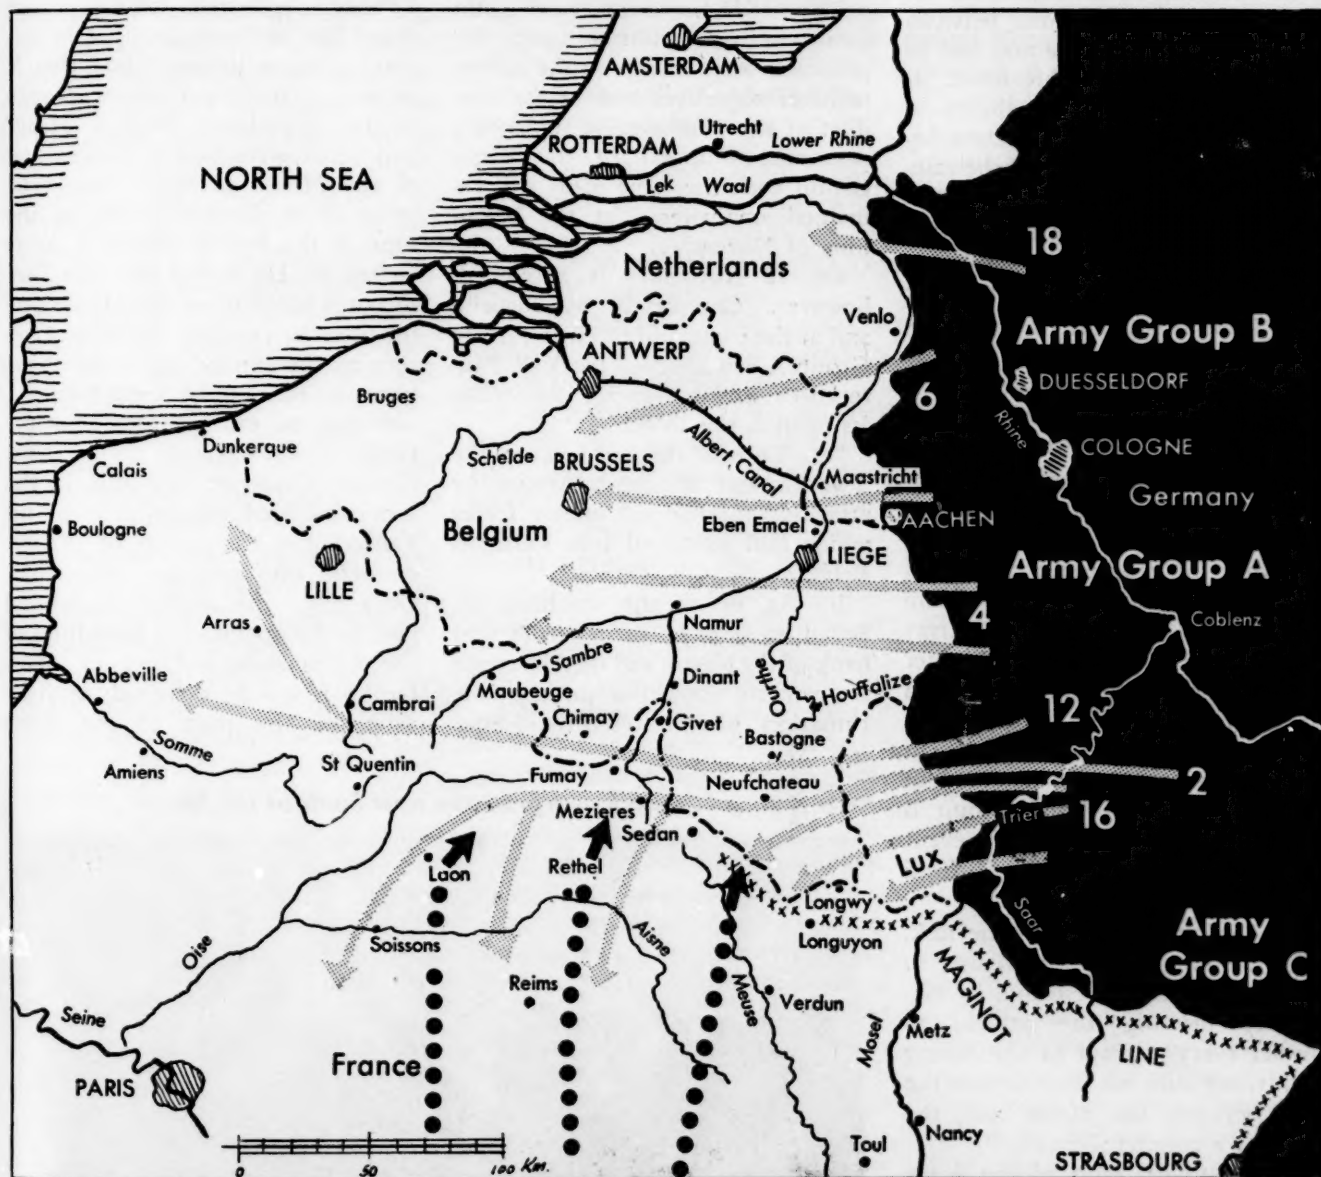 AMSTERDAM
Utrecht
Lower Rhine
ROTTERDAM
Lek
Waal
NORTH SEA
18
Netherlands
Venlo
Army Group B
ANTWERP
DUESSELDORF
6
Bruges
Rhine
Dunkerque
Albert Canal
COLOGNE
Calais
Schelde
BRUSSELS
Maastricht
Germany
Boulogne
Belgium
Eben Emael
AACHEN
LIEGE
LILLE
Army Group A
Arras
Namur
4
Coblenz
Sambre
Abbeville
Maubeuge
Dinant
Ourthe
Houffalize
Cambrai
Chimay
Givet
12
Somme
Bastogne
Amiens
St Quentin
Fumay
Neufchateau
2
Mezieres
Trier
16
Sedan
Laon
Rethel
Lux
Longwy
Saar
Army
Group C
Oise
Soissons
Aisne
Longuyon
Reims
Meuse
Verdun
MAGINOT
LINE
Seine
Mosel
Metz
France
PARIS
Nancy
Toul
STRASBOURG
0 50 100 Km.